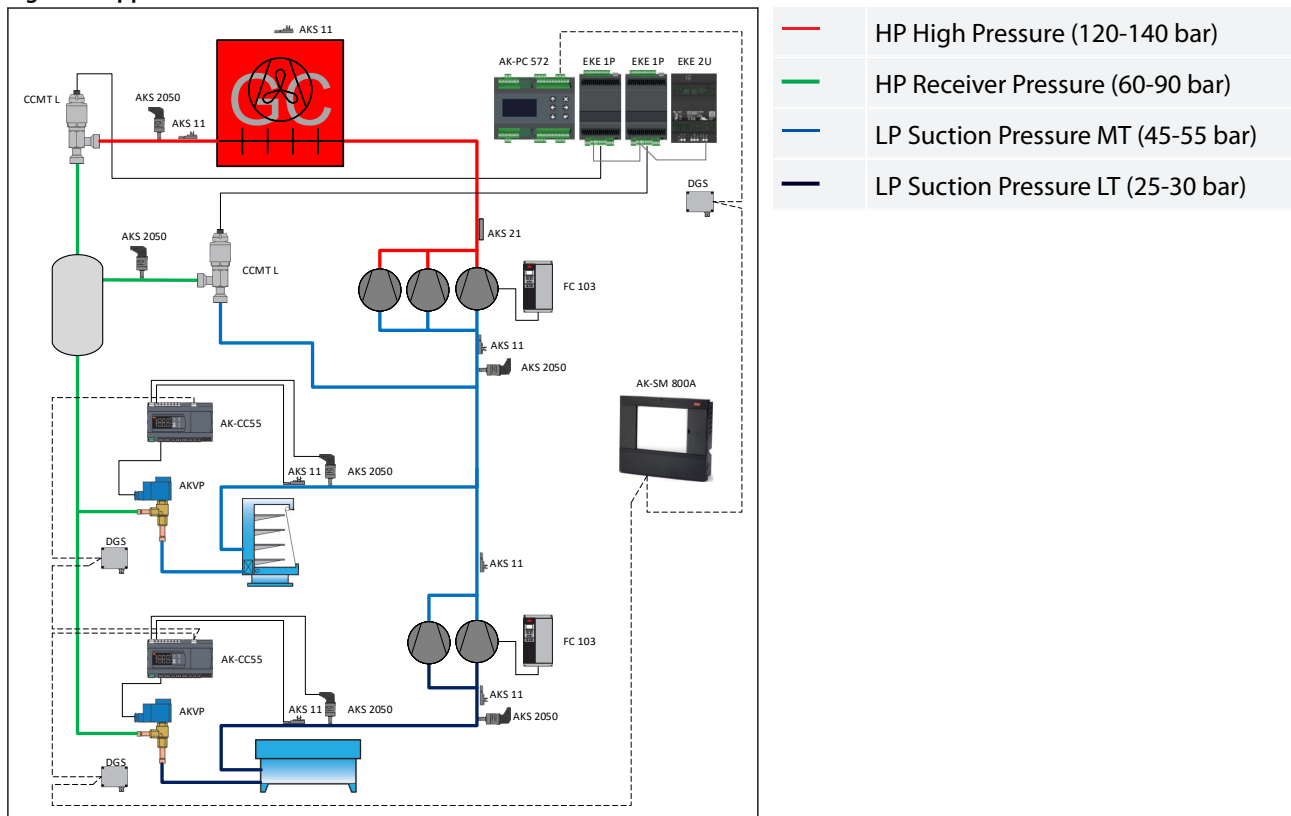 AKS 11
AK-PC 572
EKE 1P
EKE 1P
EKE 2U
CCMT L
AKS 2050
AKS 11
GC
DGS
AKS 21
AKS 2050
CCMT L
FC 103
AKS 11
AKS 2050
AK-SM 800A
AK-CC55
AKS 11
AKS 2050
AKVP
DGS
AKS 11
FC 103
AK-CC55
AKS 11
AKVP
AKS 11
AKS 2050
AKS 2050
DGS
HP High Pressure (120-140 bar)
HP Receiver Pressure (60-90 bar)
LP Suction Pressure MT (45-55 bar)
LP Suction Pressure LT (25-30 bar)